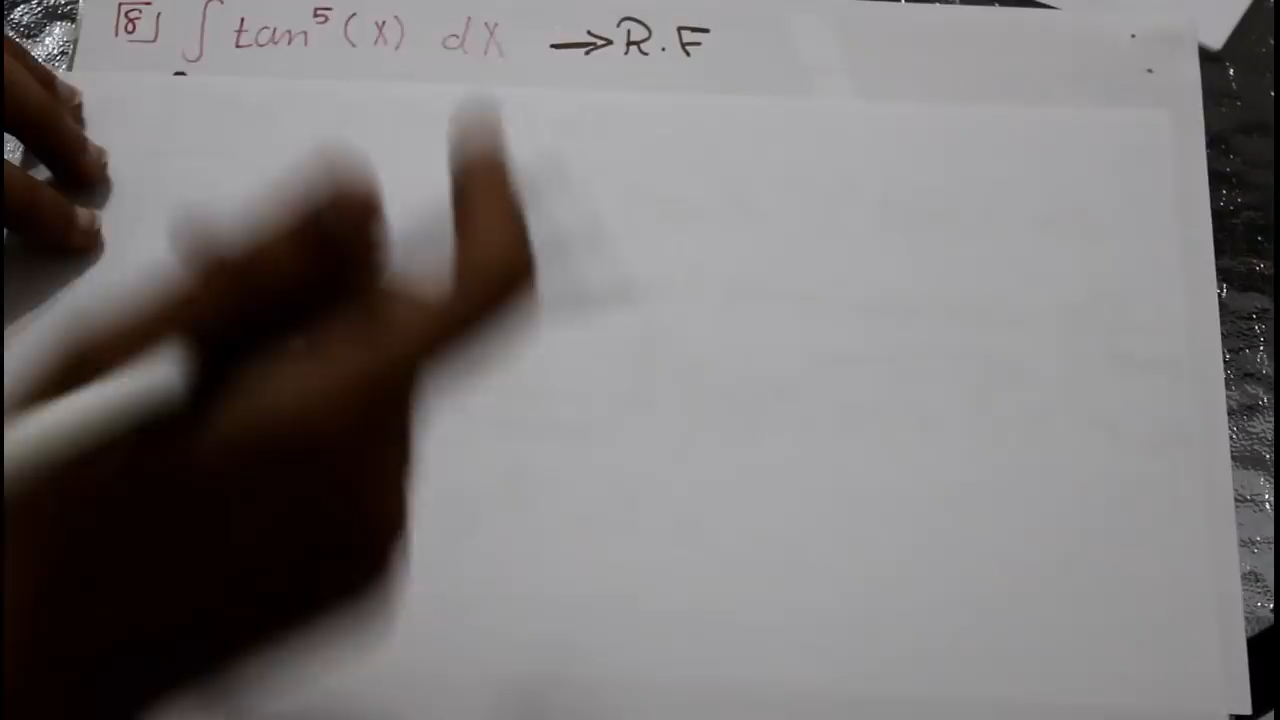 8 ∫ tan⁵(x) dx → R.F